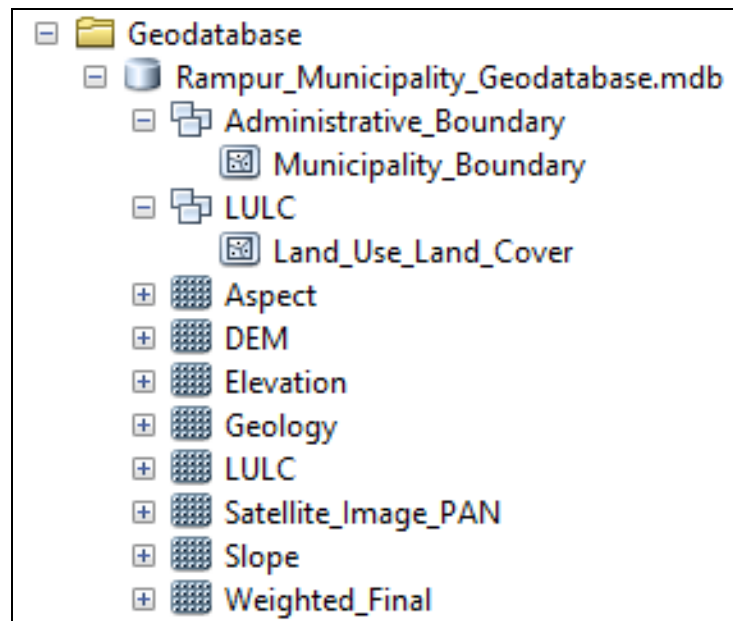 Geodatabase
Rampur_Municipality_Geodatabase.mdb
Administrative_Boundary
Municipality_Boundary
LULC
Land_Use_Land_Cover
Aspect
DEM
Elevation
Geology
LULC
Satellite_Image_PAN
Slope
Weighted_Final